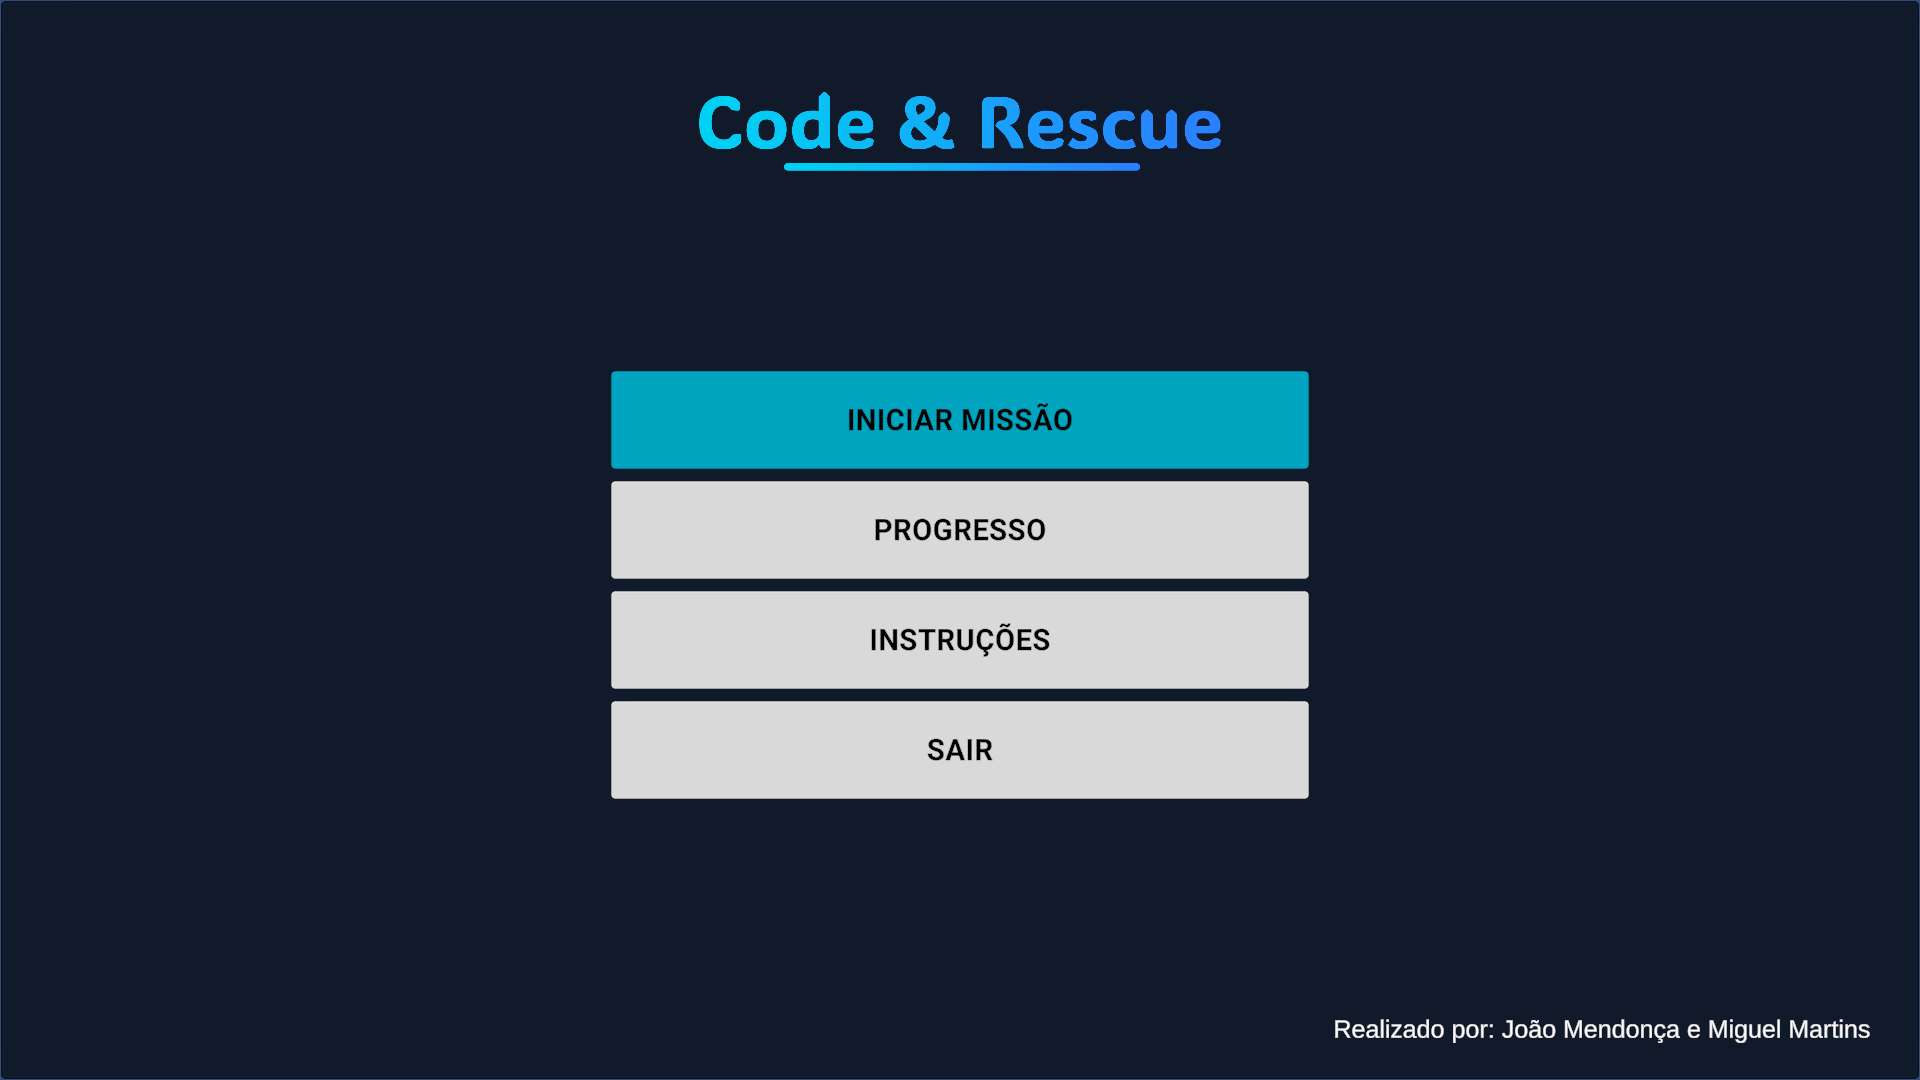 Code & Rescue
INICIAR MISSÃO
PROGRESSO
INSTRUÇÕES
SAIR
Realizado por: João Mendonça e Miguel Martins